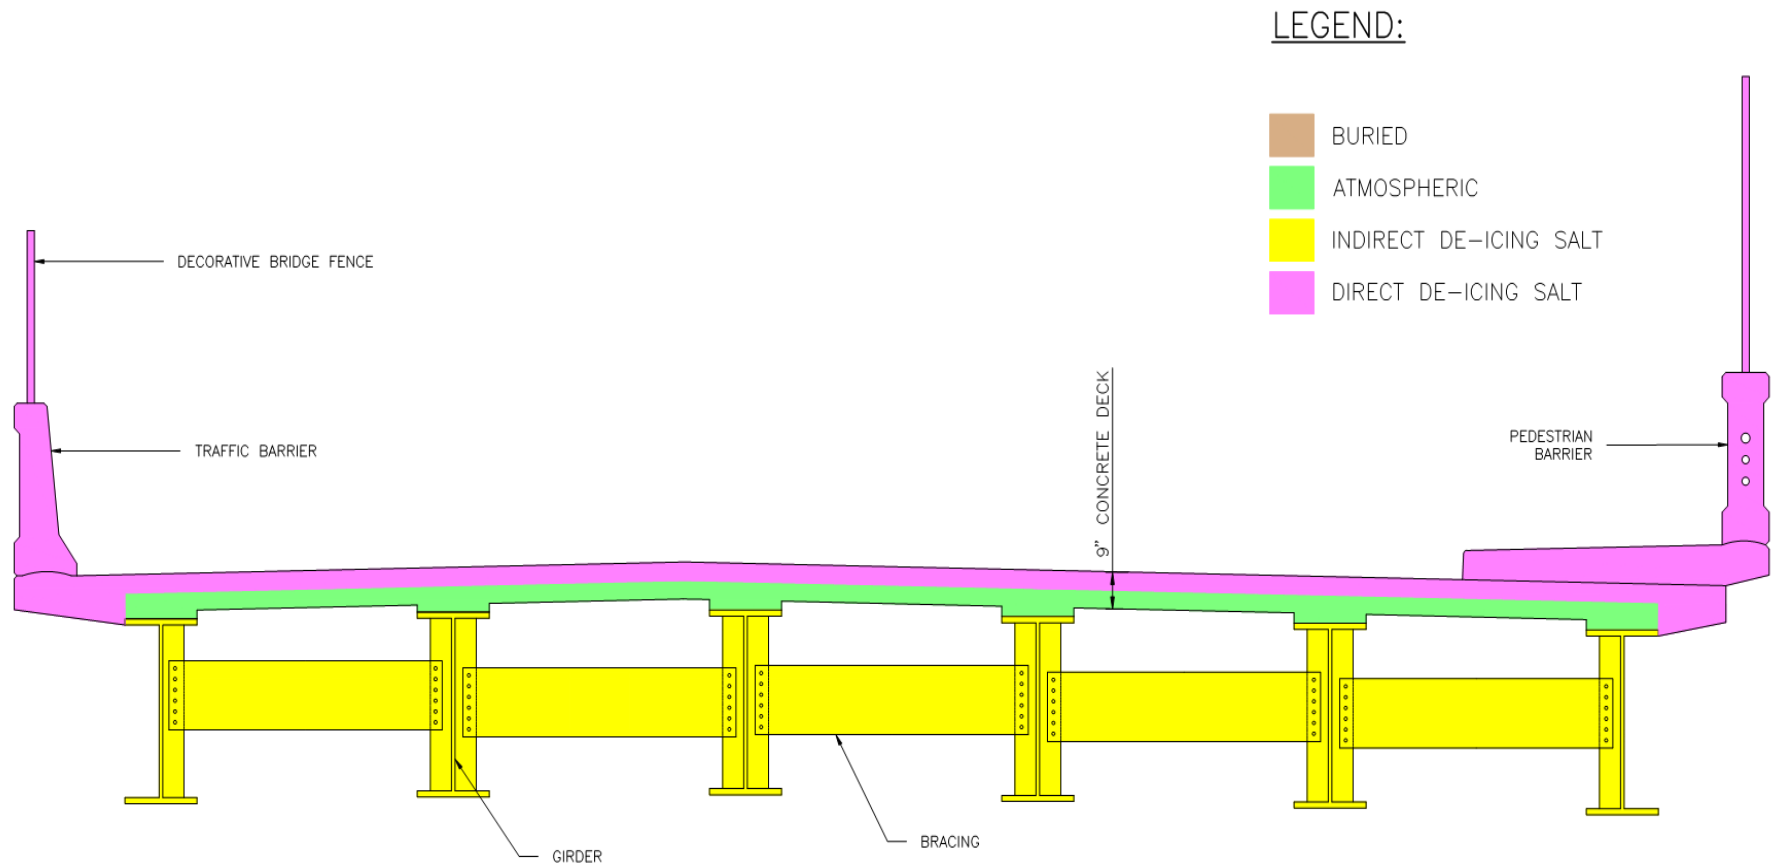 LEGEND:
BURIED
ATMOSPHERIC
INDIRECT DE-ICING SALT
DIRECT DE-ICING SALT
DECORATIVE BRIDGE FENCE
TRAFFIC BARRIER
9" CONCRETE DECK
PEDESTRIAN
BARRIER
BRACING
GIRDER